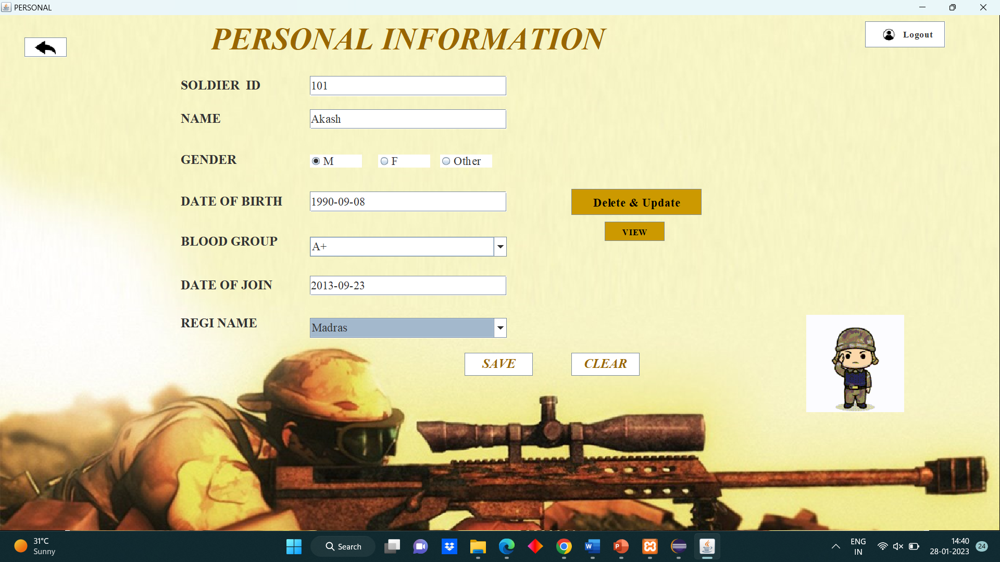 PERSONAL
PERSONAL INFORMATION
Logout
SOLDIER ID
101
NAME
Akash
GENDER
M F Other
DATE OF BIRTH
1990-09-08
Delete & Update
VIEW
BLOOD GROUP
A+
DATE OF JOIN
2013-09-23
REGI NAME
Madras
SAVE CLEAR
31°C
Sunny
Search
W
P
ENG
IN
14:40
28-01-2023
24